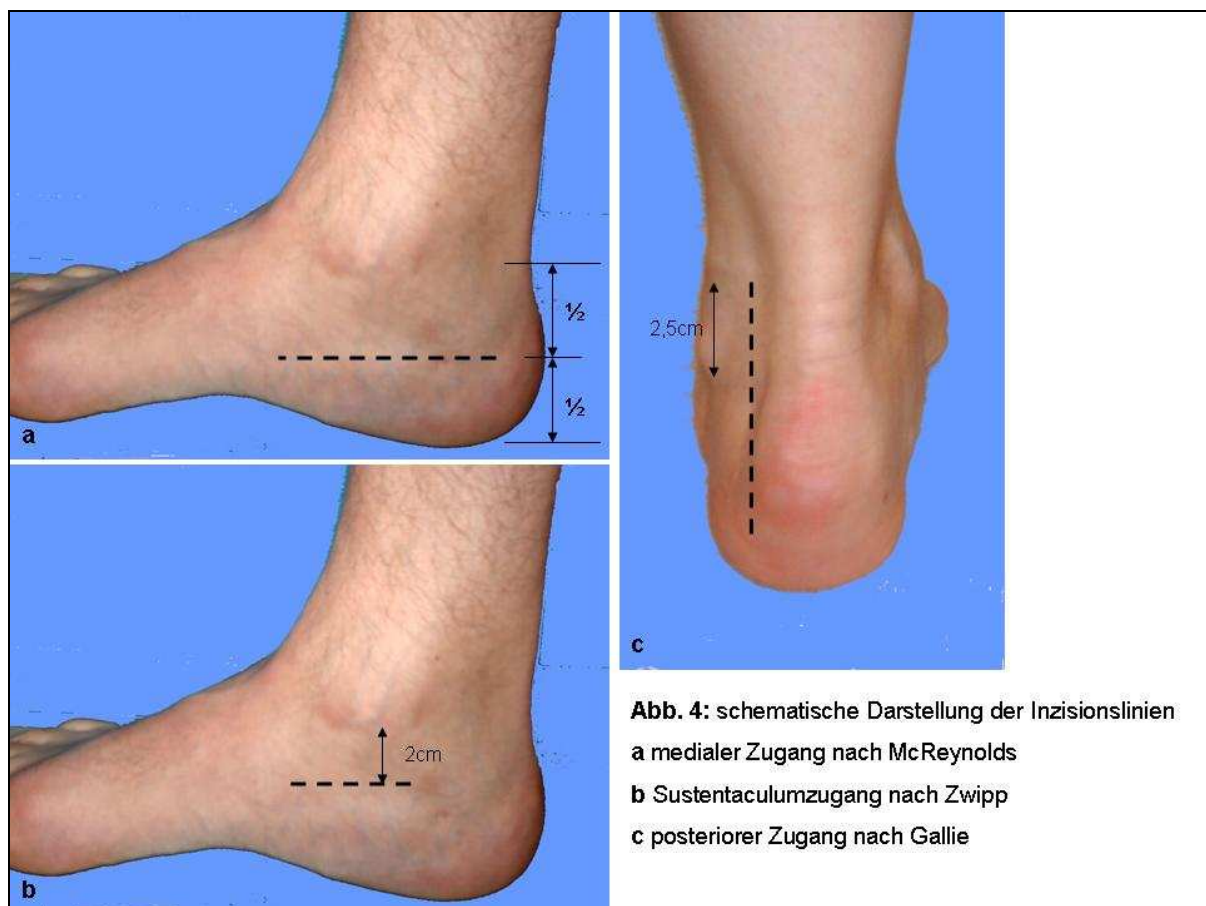 ½
½
a
2cm
b
2,5cm
c
Abb. 4: schematische Darstellung der Inzisionslinien
a medialer Zugang nach McReynolds
b Sustentaculumzugang nach Zwipp
c posteriorer Zugang nach Gallie